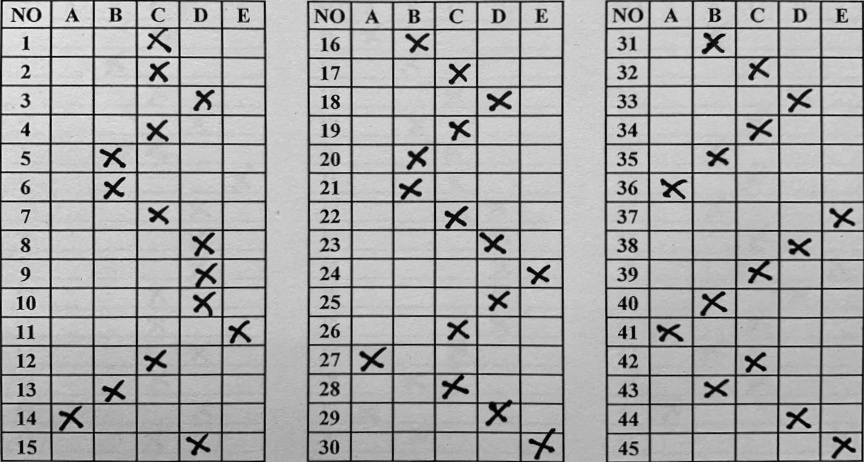 NO A B C D E NO A B C D E NO A B C D E
1 X 16 X 31 X
2 X 17 X 32 X
3 X 18 X 33 X
4 X 19 X 34 X
5 X 20 X 35 X
6 X 21 X 36 X
7 X 22 X 37 X
8 X 23 X 38 X
9 X 24 X 39 X
10 X 25 X 40 X
11 X 26 X 41 X
12 X 27 X 42 X
13 X 28 X 43 X
14 X 29 X 44 X
15 X 30 X 45 X